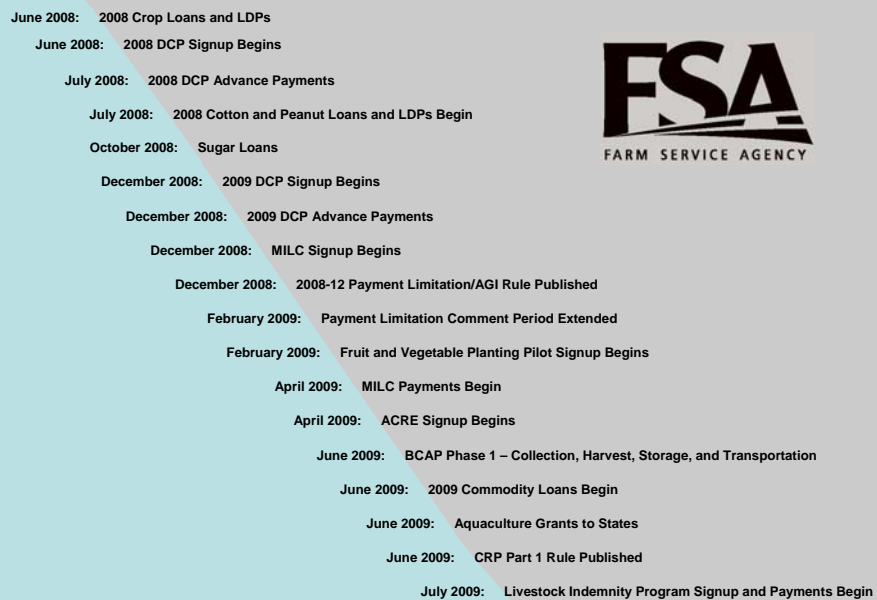 June 2008: 2008 Crop Loans and LDPs
June 2008: 2008 DCP Signup Begins
July 2008: 2008 DCP Advance Payments
July 2008: 2008 Cotton and Peanut Loans and LDPs Begin
October 2008: Sugar Loans
December 2008: 2009 DCP Signup Begins
December 2008: 2009 DCP Advance Payments
December 2008: MILC Signup Begins
December 2008: 2008-12 Payment Limitation/AGI Rule Published
February 2009: Payment Limitation Comment Period Extended
February 2009: Fruit and Vegetable Planting Pilot Signup Begins
April 2009: MILC Payments Begin
April 2009: ACRE Signup Begins
June 2009: BCAP Phase 1 – Collection, Harvest, Storage, and Transportation
June 2009: 2009 Commodity Loans Begin
June 2009: Aquaculture Grants to States
June 2009: CRP Part 1 Rule Published
July 2009: Livestock Indemnity Program Signup and Payments Begin
FSA
FARM SERVICE AGENCY